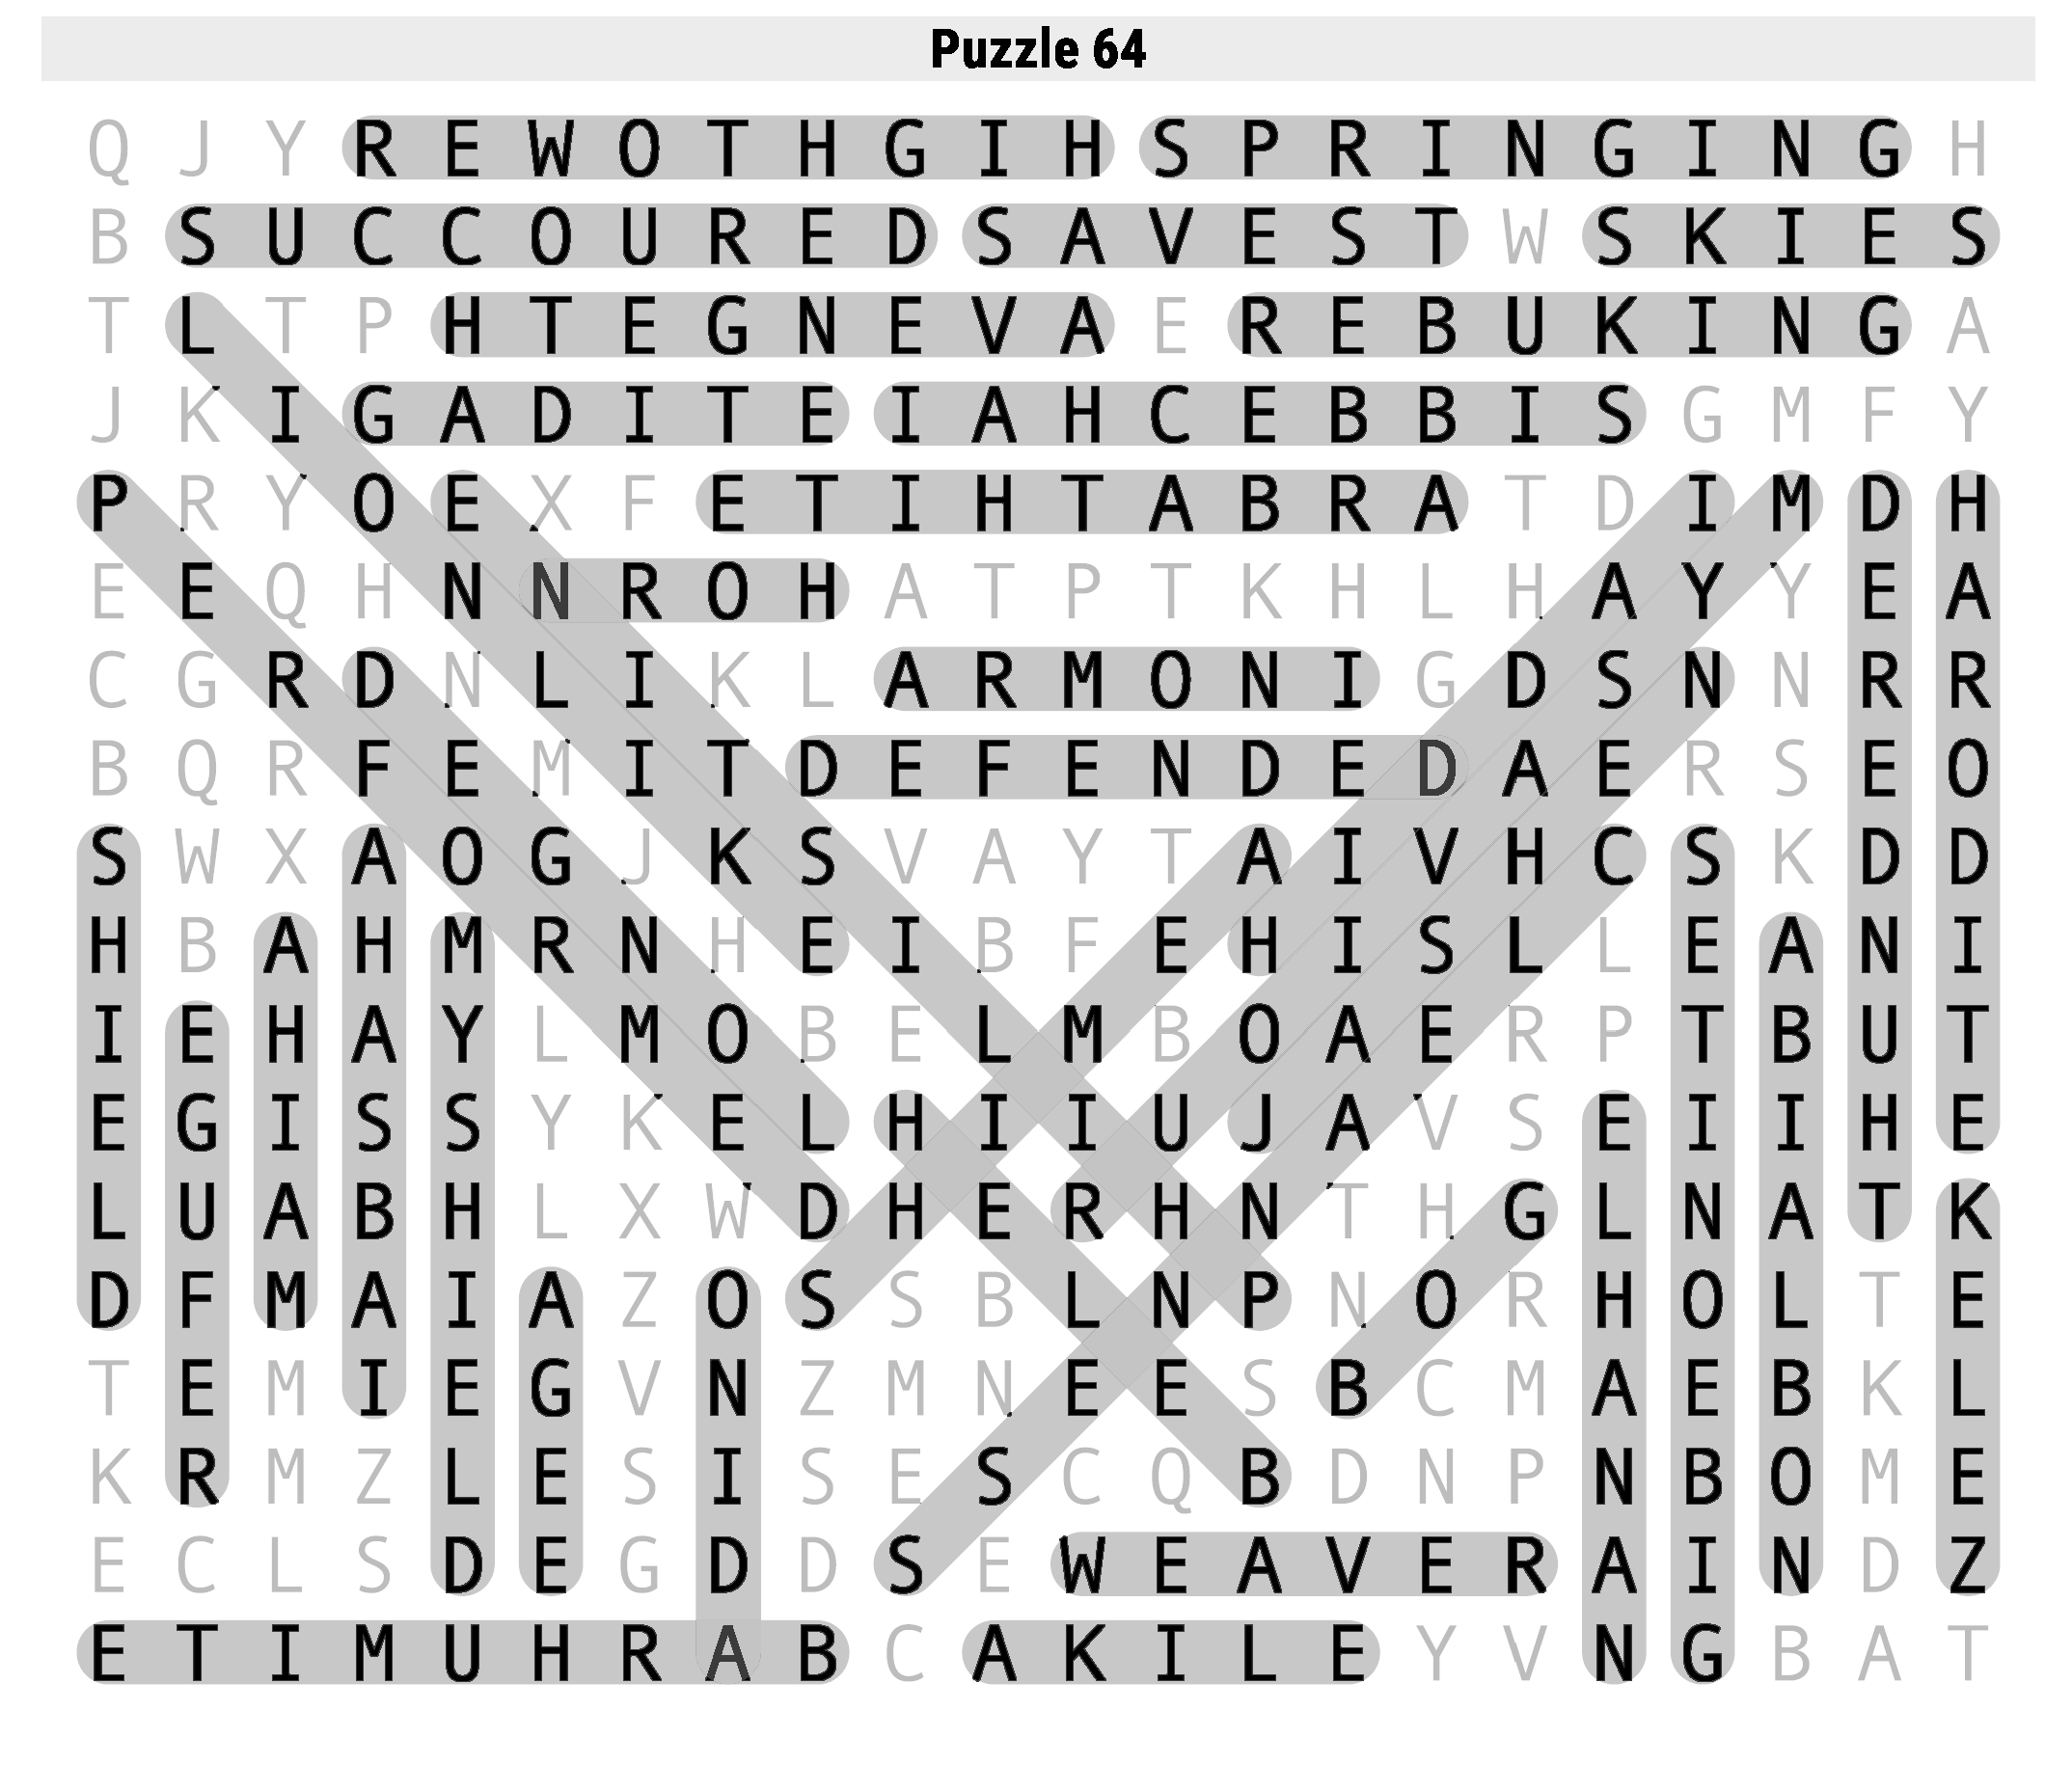 Puzzle 64
Q J Y R E W O T H G I H S P R I N G I N G H
B S U C C O U R E D S A V E S T W S K I E S
T L T P H T E G N E V A E R E B U K I N G A
J K I G A D I T E I A H C E B B I S G M F Y
P R Y O E X F E T I H T A B R A T D I M D H
E E Q H N N R O H A T P T K H L H A Y Y E A
C G R D N L I K L A R M O N I G D S N N R R
B Q R F E M I T D E F E N D E D A E R S E O
S W X A O G J K S V A Y T A I V H C S K D D
H B A H M R N H E I B F E H I S L L E A N I
I E H A Y L M O B E L M B O A E R P T B U T
E G I S S Y K E L H I I U J A V S E I I H E
L U A B H L X W D H E R H N T H G L N A T K
D F M A I A Z O S S B L N P N O R H O L T E
T E M I E G V N Z M N E E S B C M A E B K L
K R M Z L E S I S E S C Q B D N P N B O M E
E C L S D E G D D S E W E A V E R A I N D Z
E T I M U H R A B C A K I L E Y V N G B A T